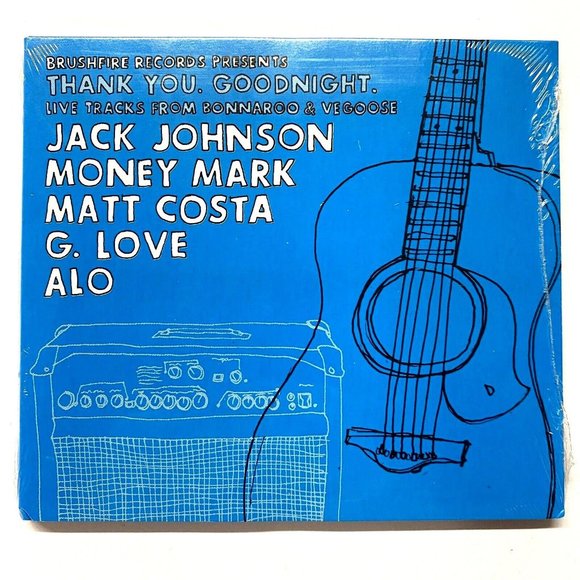 BRUSHFIRE RECORDS PRESENTS
THANK YOU. GOODNIGHT.
LIVE TRACKS FROM BONNAROO & VEGOOSE
JACK JOHNSON
MONEY MARK
MATT COSTA
G. LOVE
ALO